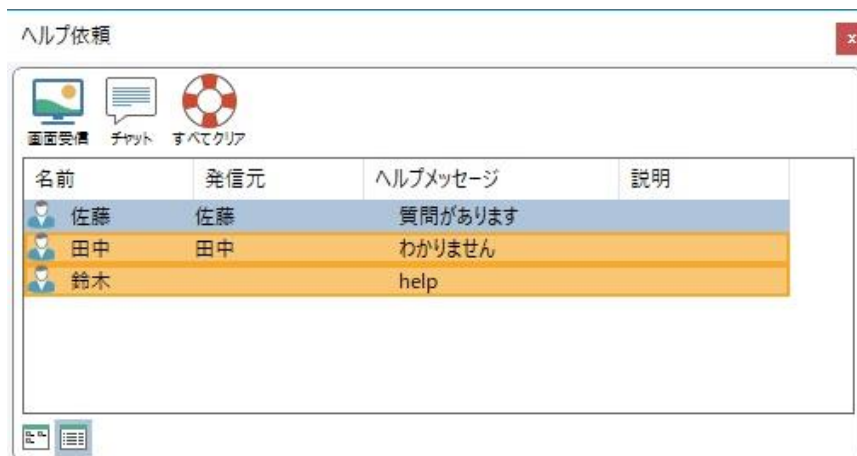 ヘルプ依頼
画面受信 チャット すべてクリア
名前 発信元 ヘルプメッセージ 説明
佐藤 佐藤 質問があります
田中 田中 わかりません
鈴木 help